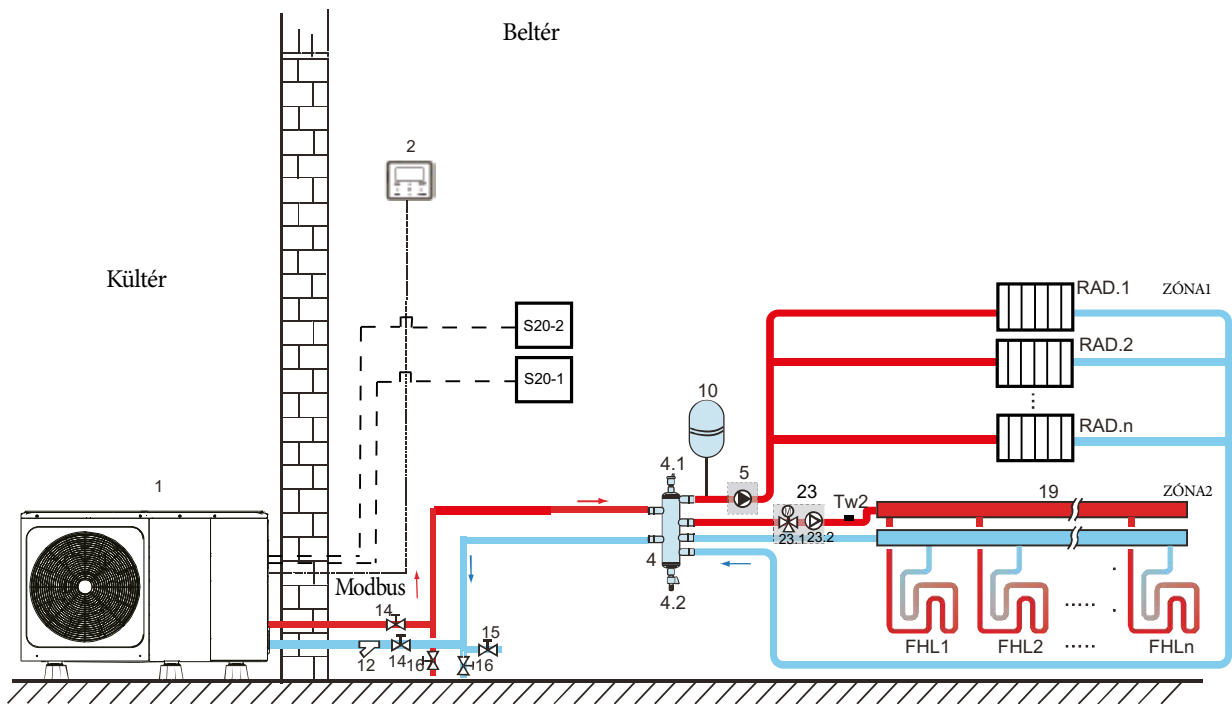 Beltér
2
Kültér
S20-2
S20-1
RAD.1
ZÓNA1
RAD.2
RAD.n
10
4.1
5
23
Tw2
19
ZÓNA2
1
23.1
23.2
4
4.2
Modbus
14
15
12
14
16
16
FHL1
FHL2
FHLn